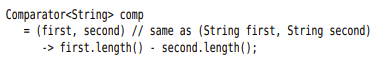 Comparator<String> comp
= (first, second) // same as (String first, String second)
-> first.length() - second.length();